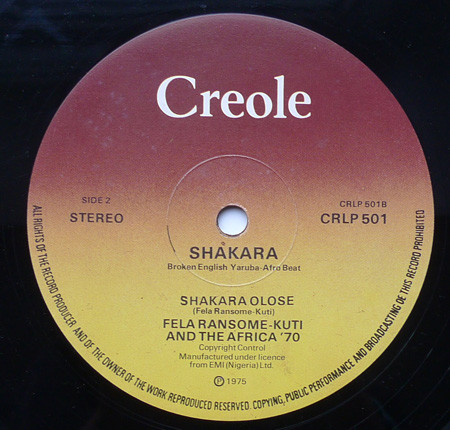 Creole
SIDE 2
STEREO
CRLP 501B
CRLP 501
SHAKARA
Broken English Yaruba-Afro Beat
SHAKARA OLOSE
(Fela Ransome-Kuti)
FELA RANSOME-KUTI
AND THE AFRICA '70
Copyright Control
Manufactured under licence
from EMI (Nigeria) Ltd.
Ⓟ 1975
ALL RIGHTS OF THE RECORD PRODUCER, AND OF THE OWNER OF THE WORK REPRODUCED RESERVED. COPYING, PUBLIC PERFORMANCE AND BROADCASTING OF THIS RECORD PROHIBITED